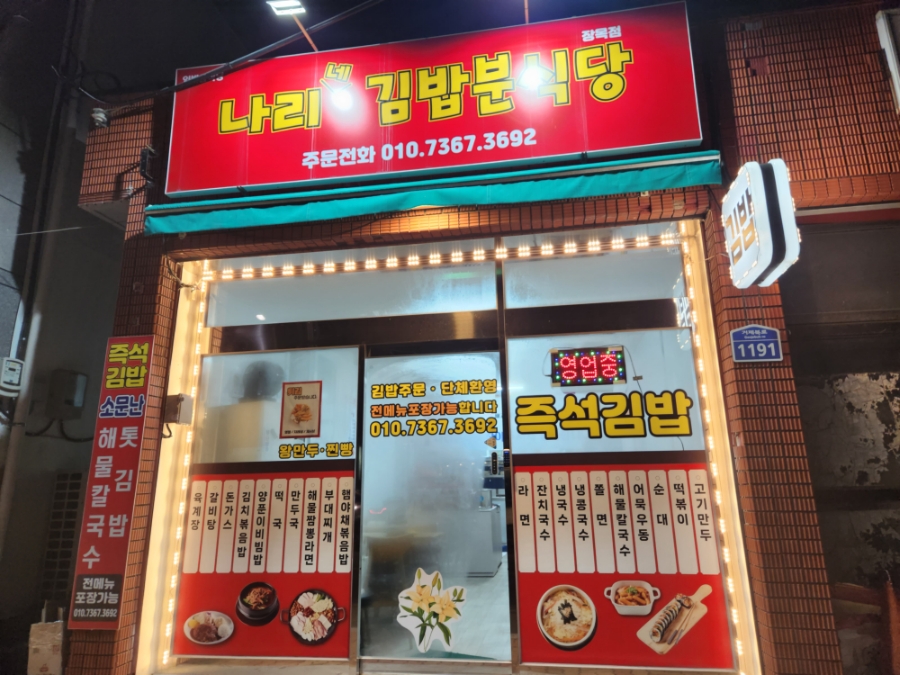 장목점
나리네 김밥분식당
주문전화 010.7367.3692
김밥
1191
즉석
김밥
소문난
해물칼국수
톳김밥
전메뉴
포장가능
010.7367.3692
왕만두·찐빵
김밥주문·단체환영
전메뉴포장가능합니다
010.7367.3692
영업중
즉석김밥
육계장
갈비탕
돈가스
김치볶음밥
양푼이비빔밥
떡국
만두국
해물짬뽕라면
부대찌개
햄야채볶음밥
라면
잔치국수
냉국수
냉콩국수
쫄면
해물칼국수
어묵우동
순대
떡볶이
고기만두